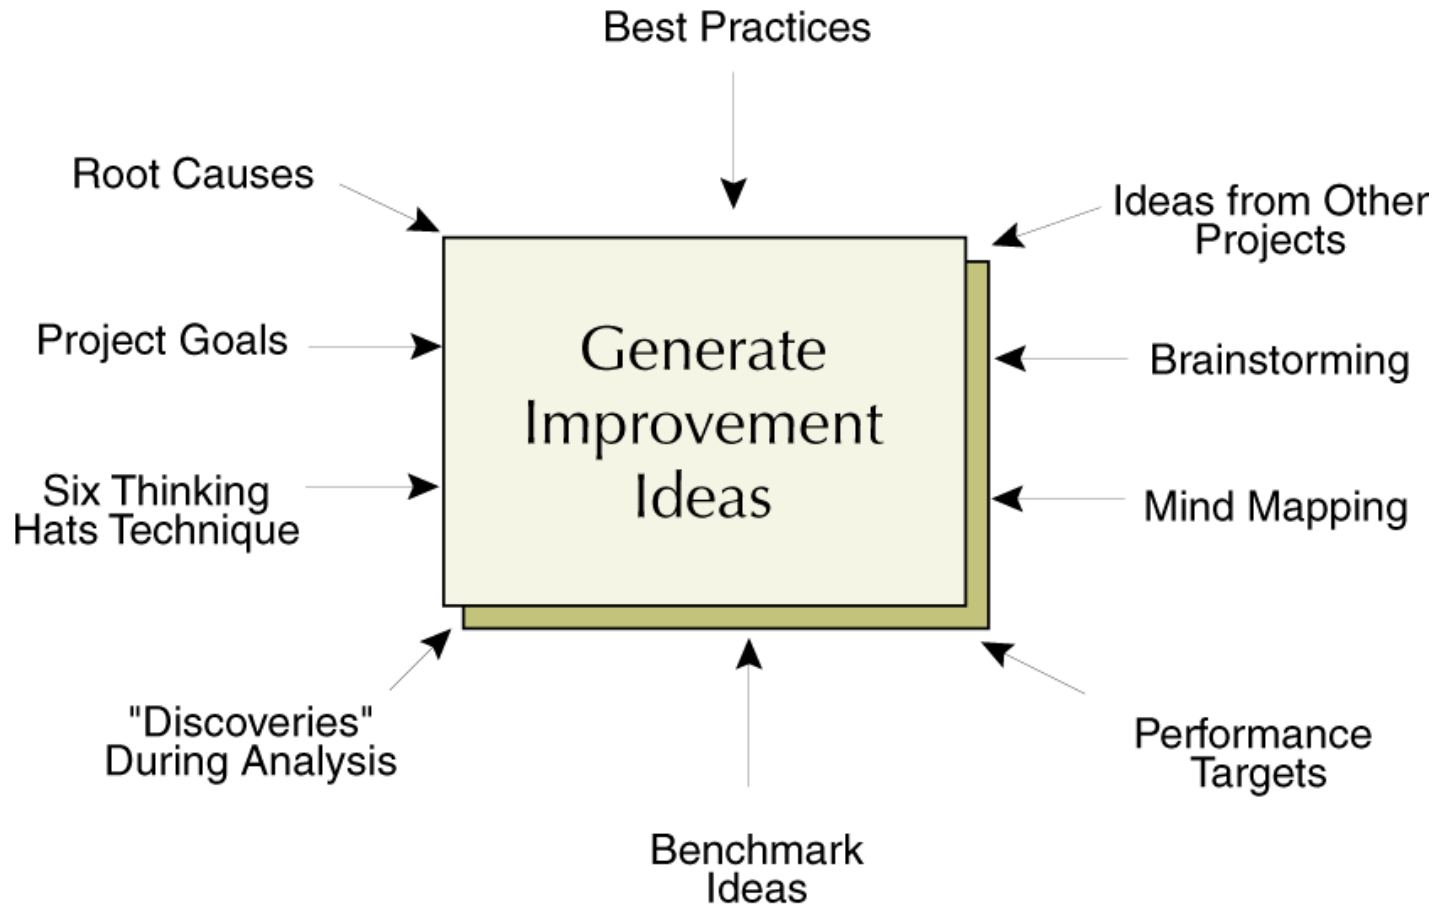 Best Practices
Root Causes
Ideas from Other
Projects
Project Goals
Generate
Improvement
Ideas
Brainstorming
Six Thinking
Hats Technique
Mind Mapping
"Discoveries"
During Analysis
Performance
Targets
Benchmark
Ideas